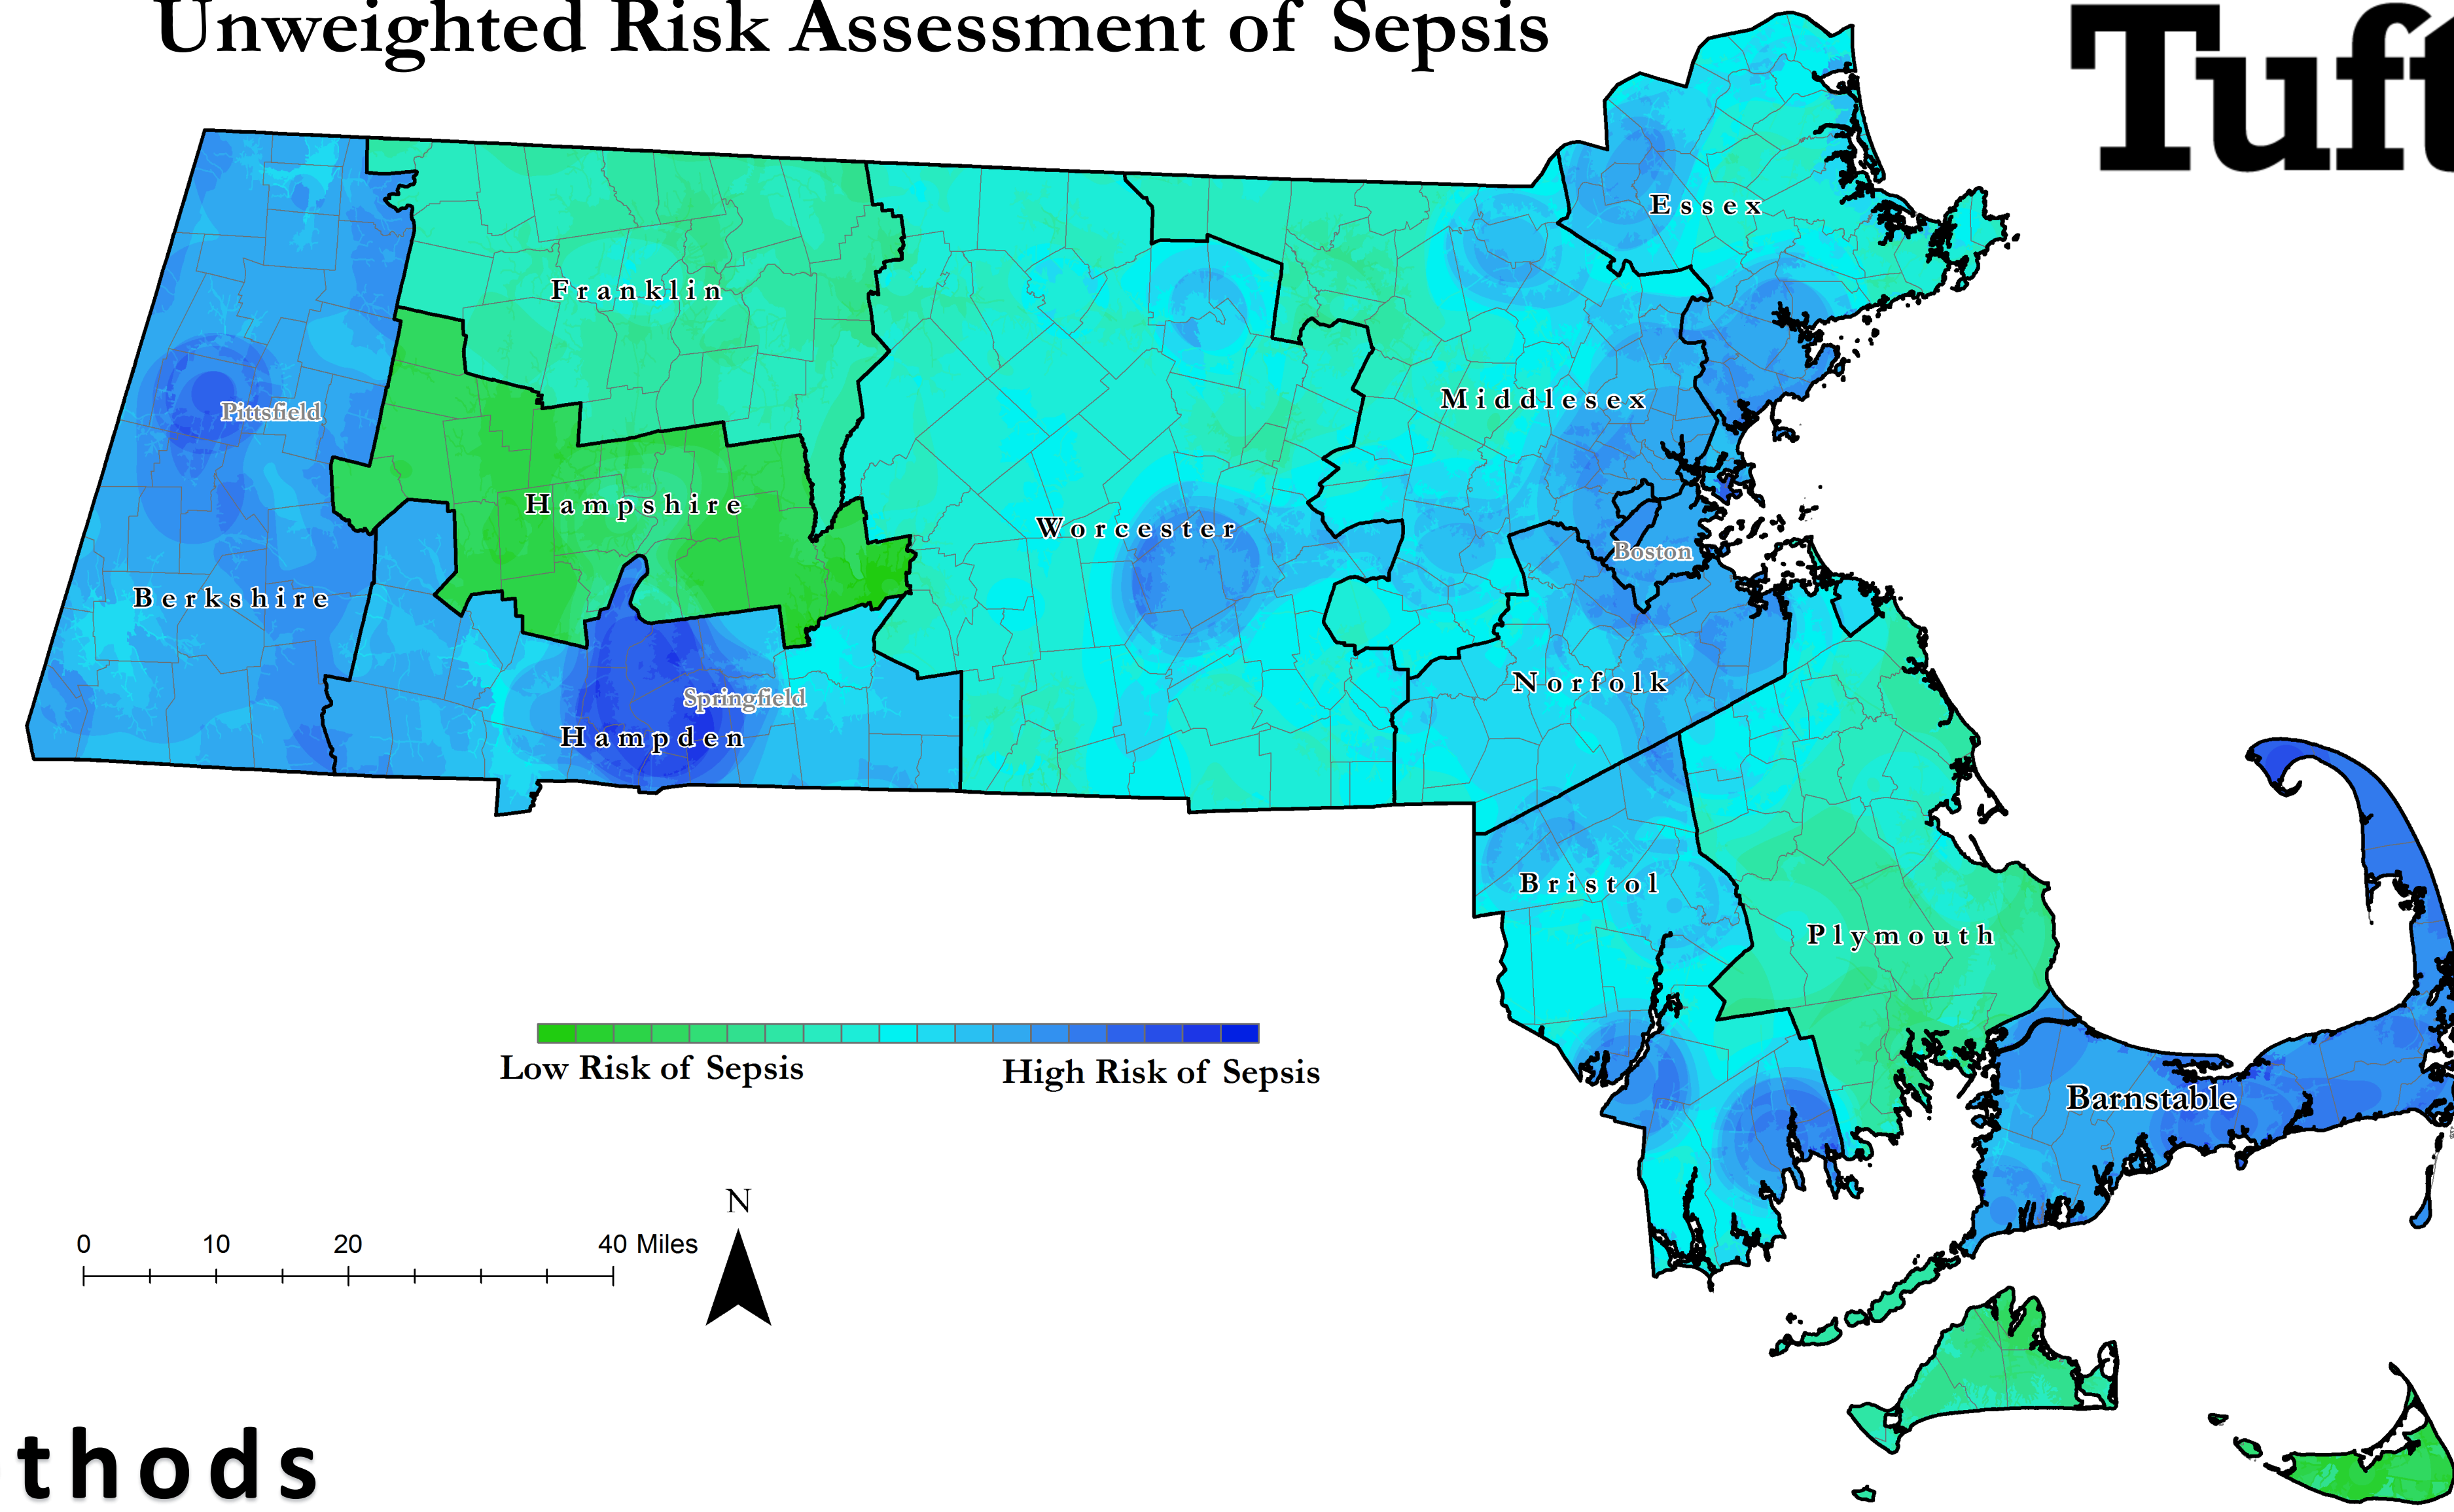 Unweighted Risk Assessment of Sepsis
Tuft
Essex
Franklin
Middlesex
Pittsfield
Hampshire
Worcester
Boston
Berkshire
Springfield
Norfolk
Hampden
Bristol
Plymouth
Low Risk of Sepsis
High Risk of Sepsis
Barnstable
N
0 10 20 40 Miles
thods